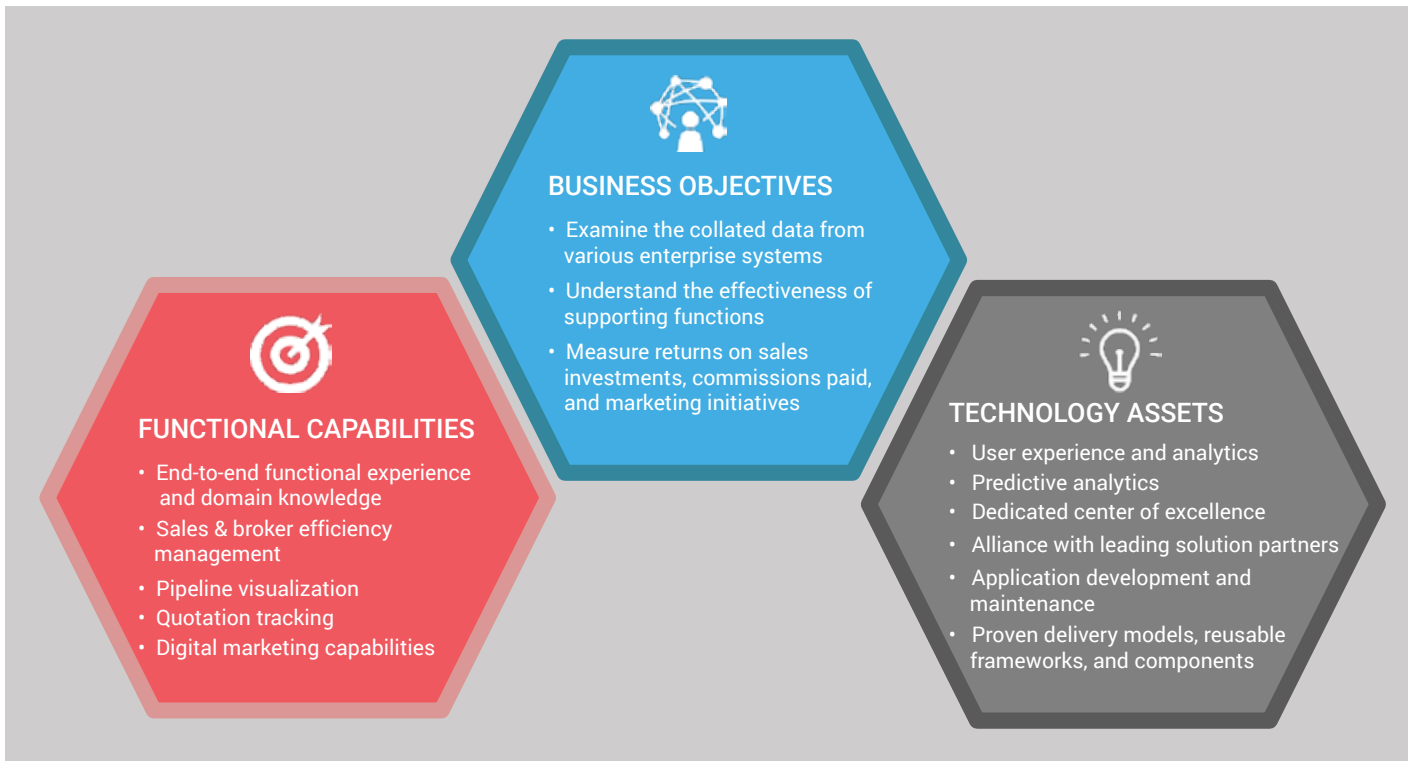 BUSINESS OBJECTIVES
• Examine the collated data from
various enterprise systems
• Understand the effectiveness of
supporting functions
• Measure returns on sales
investments, commissions paid,
and marketing initiatives
FUNCTIONAL CAPABILITIES
• End-to-end functional experience
and domain knowledge
• Sales & broker efficiency
management
• Pipeline visualization
• Quotation tracking
• Digital marketing capabilities
TECHNOLOGY ASSETS
• User experience and analytics
• Predictive analytics
• Dedicated center of excellence
• Alliance with leading solution partners
• Application development and
maintenance
• Proven delivery models, reusable
frameworks, and components